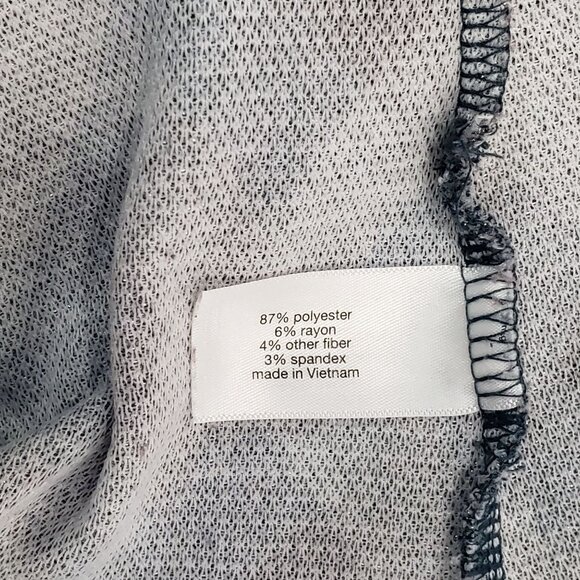 87% polyester
6% rayon
4% other fiber
3% spandex
made in Vietnam